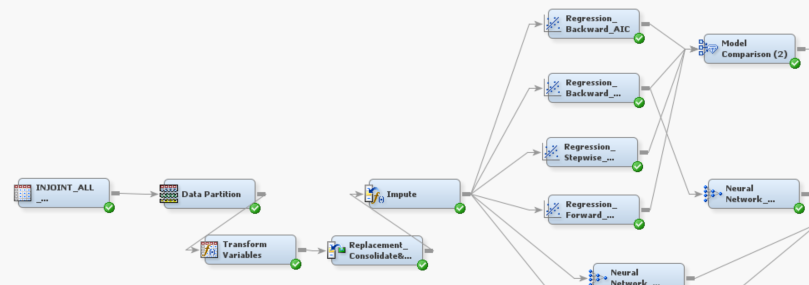 Regression_
Backward_AIC
Model
Comparison (2)
Regression_
Backward_...
Regression_
Stepwise_...
INJOINT_ALL
_...
Data Partition
Impute
Neural
Network_...
Regression_
Forward_...
Transform
Variables
Replacement_
Consolidate&...
Neural
Network_...